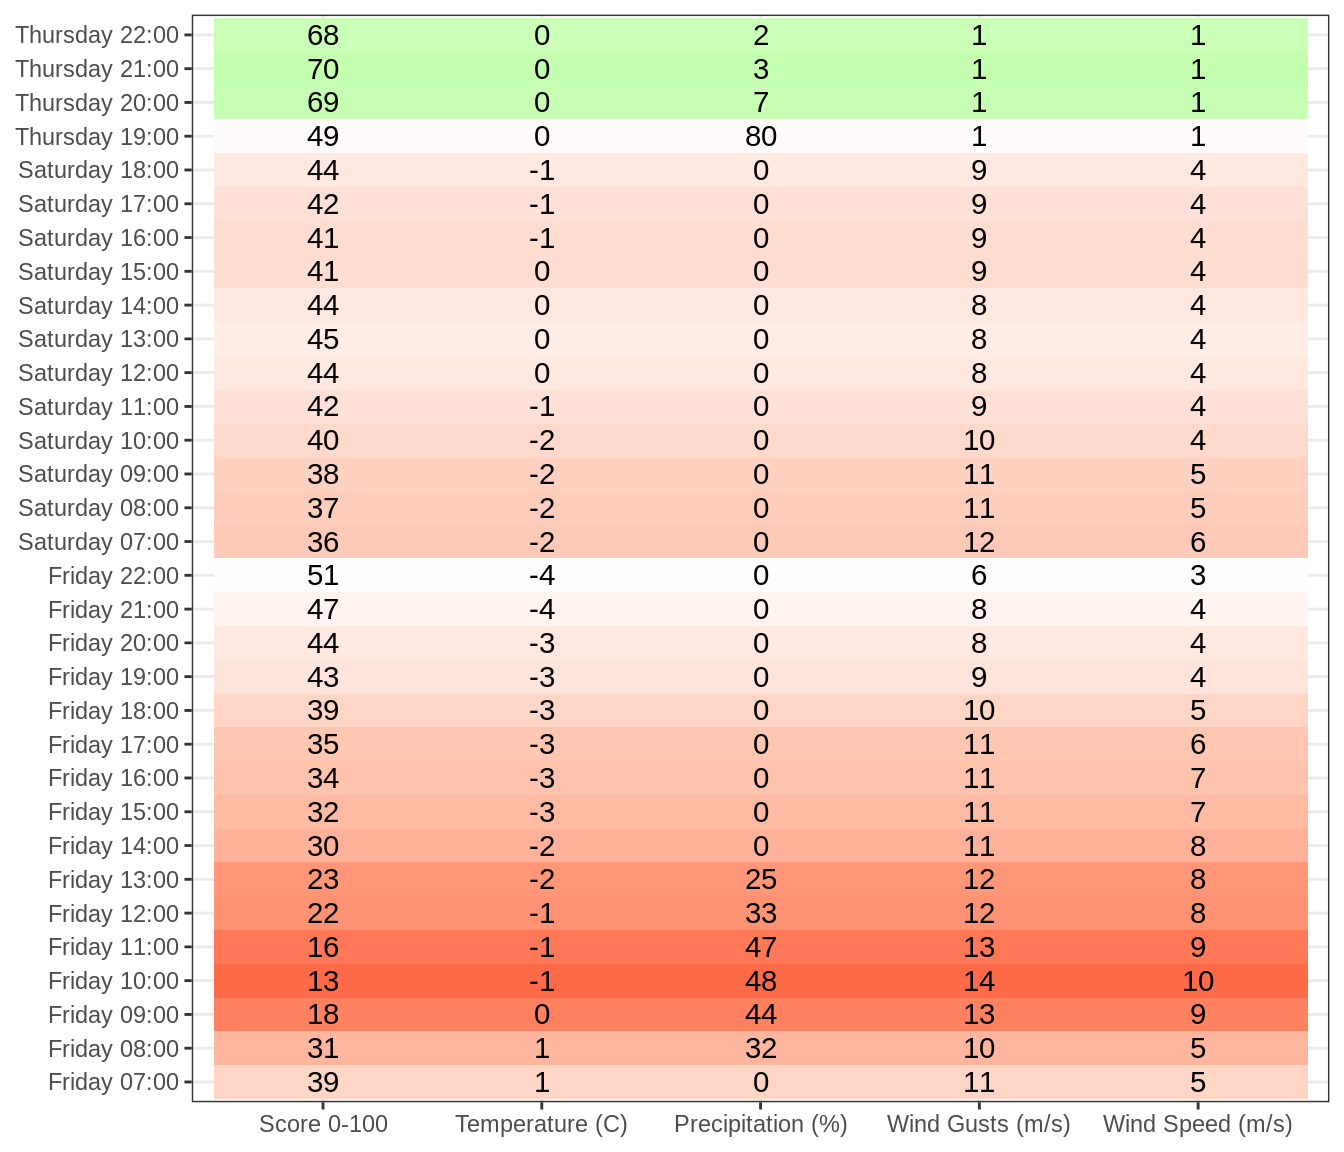 Thursday 22:00 68 0 2 1 1
Thursday 21:00 70 0 3 1 1
Thursday 20:00 69 0 7 1 1
Thursday 19:00 49 0 80 1 1
Saturday 18:00 44 -1 0 9 4
Saturday 17:00 42 -1 0 9 4
Saturday 16:00 41 -1 0 9 4
Saturday 15:00 41 0 0 9 4
Saturday 14:00 44 0 0 8 4
Saturday 13:00 45 0 0 8 4
Saturday 12:00 44 0 0 8 4
Saturday 11:00 42 -1 0 9 4
Saturday 10:00 40 -2 0 10 4
Saturday 09:00 38 -2 0 11 5
Saturday 08:00 37 -2 0 11 5
Saturday 07:00 36 -2 0 12 6
Friday 22:00 51 -4 0 6 3
Friday 21:00 47 -4 0 8 4
Friday 20:00 44 -3 0 8 4
Friday 19:00 43 -3 0 9 4
Friday 18:00 39 -3 0 10 5
Friday 17:00 35 -3 0 11 6
Friday 16:00 34 -3 0 11 7
Friday 15:00 32 -3 0 11 7
Friday 14:00 30 -2 0 11 8
Friday 13:00 23 -2 25 12 8
Friday 12:00 22 -1 33 12 8
Friday 11:00 16 -1 47 13 9
Friday 10:00 13 -1 48 14 10
Friday 09:00 18 0 44 13 9
Friday 08:00 31 1 32 10 5
Friday 07:00 39 1 0 11 5
Score 0-100 Temperature (C) Precipitation (%) Wind Gusts (m/s) Wind Speed (m/s)